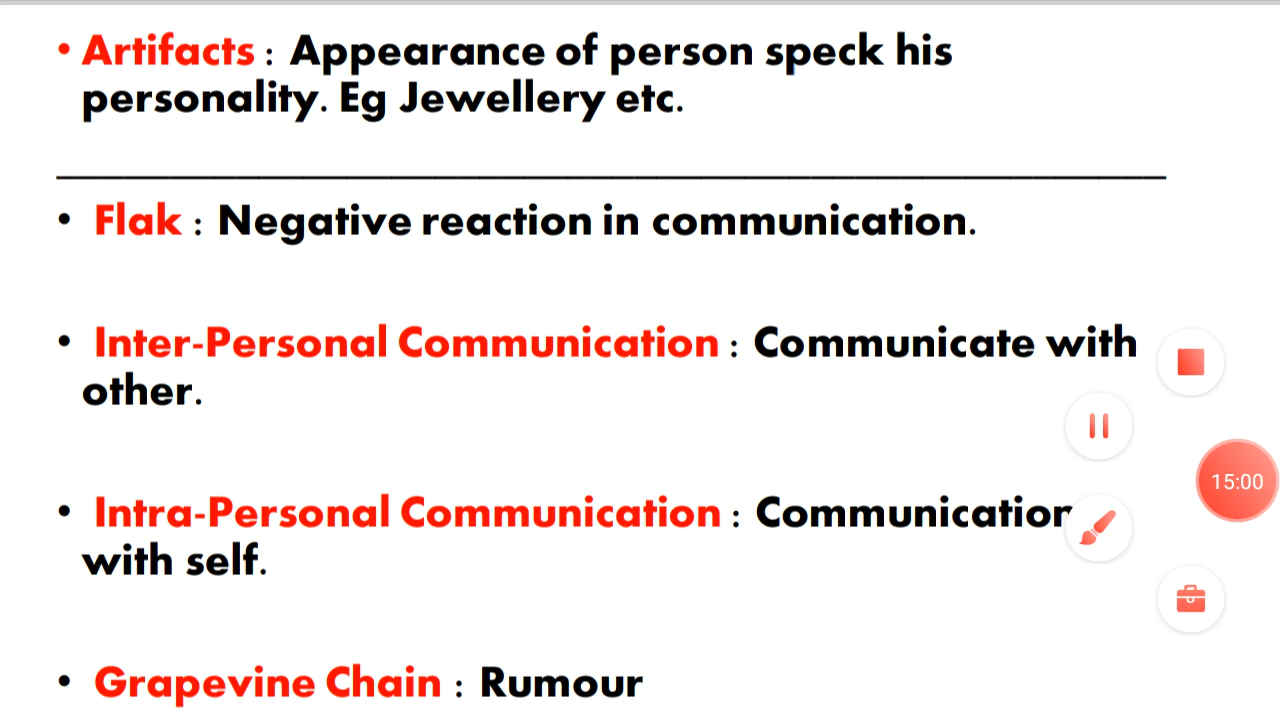 • Artifacts : Appearance of person speck his
personality. Eg Jewellery etc.
• Flak : Negative reaction in communication.
• Inter-Personal Communication : Communicate with
other.
• Intra-Personal Communication : Communication
with self.
15:00
• Grapevine Chain : Rumour